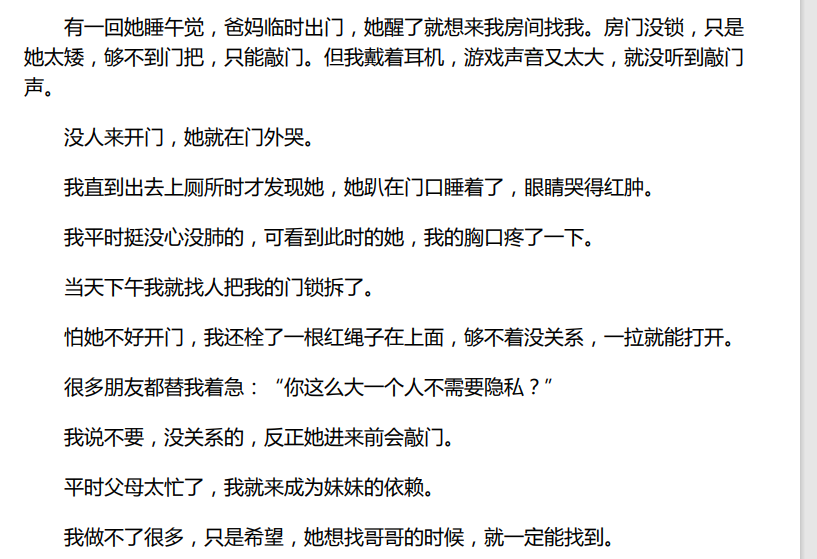 有一回她睡午觉，爸妈临时出门，她醒了就想来我房间找我。房门没锁，只是
她太矮，够不到门把，只能敲门。但我戴着耳机，游戏声音又太大，就没听到敲门
声。
没人来开门，她就在门外哭。
我直到出去上厕所时才发现她，她趴在门口睡着了，眼睛哭得红肿。
我平时挺没心没肺的，可看到此时的她，我的胸口疼了一下。
当天下午我就找人把我的门锁拆了。
怕她不好开门，我还栓了一根红绳子在上面，够不着没关系，一拉就能打开。
很多朋友都替我着急：“你这么大一个人不需要隐私？”
我说不要，没关系的，反正她进来前会敲门。
平时父母太忙了，我就来成为妹妹的依赖。
我做不了很多，只是希望，她想找哥哥的时候，就一定能找到。